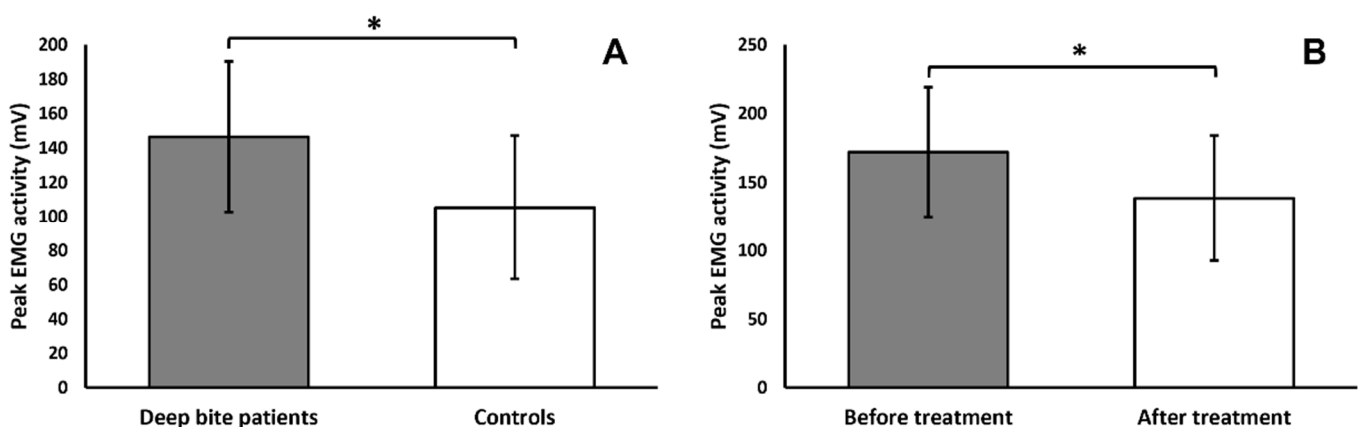 *
A
200
180
160
140
120
100
80
60
40
20
0
Peak EMG activity (mV)
Deep bite patients
Controls
*
B
250
200
150
100
50
0
Peak EMG activity (mV)
Before treatment
After treatment